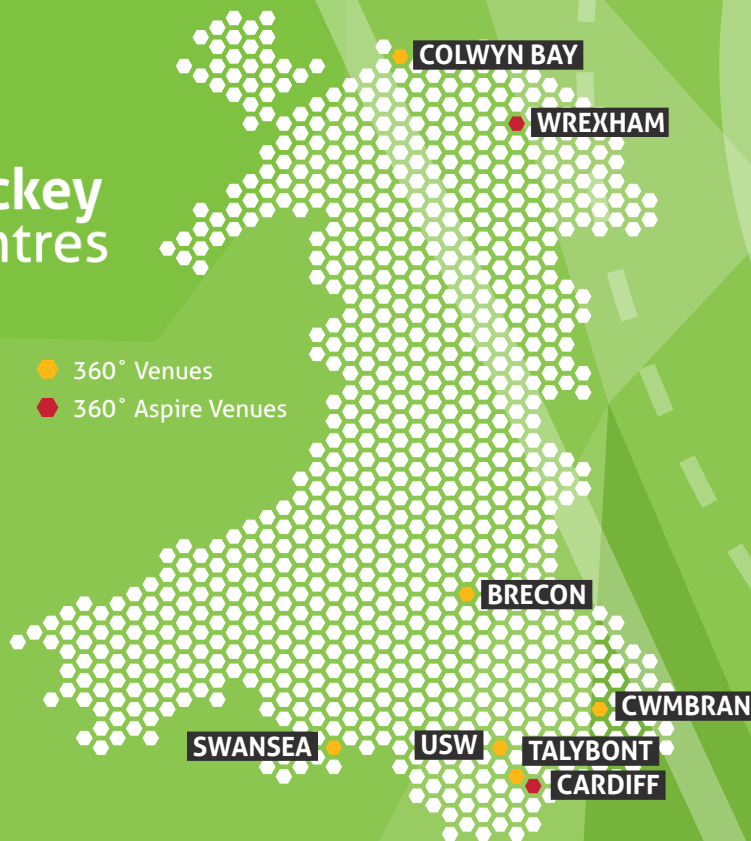 COLWYN BAY
WREXHAM
ckey
ntres
360° Venues
360° Aspire Venues
BRECON
CWMBRAN
SWANSEA
USW
TALYBONT
CARDIFF